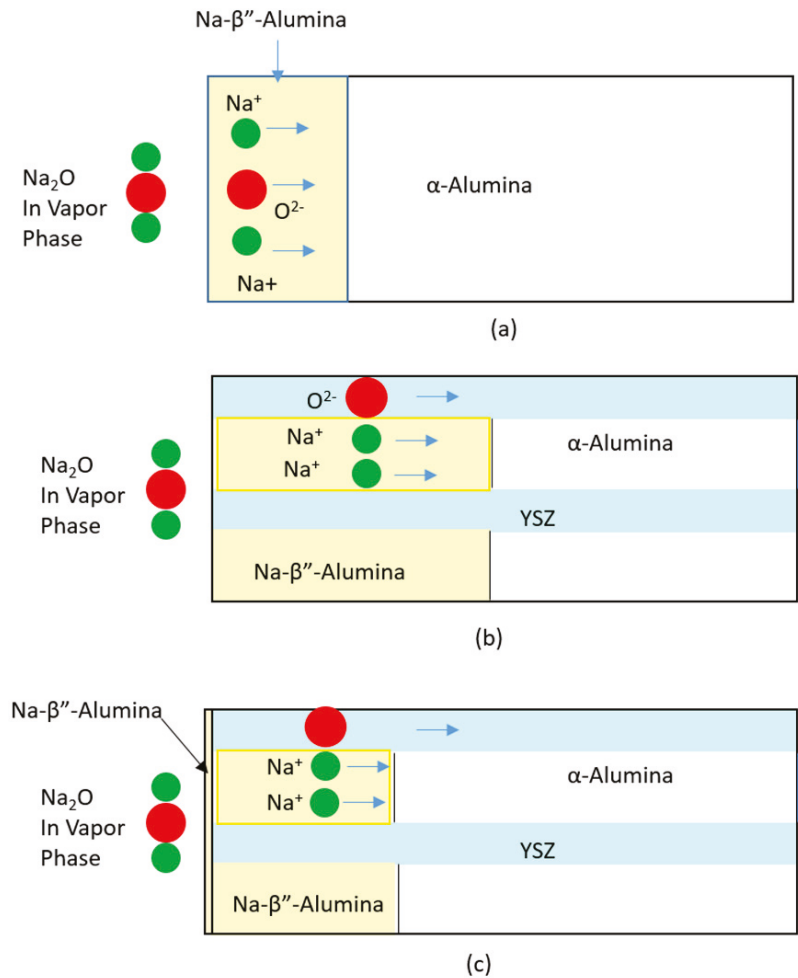 Na-β”-Alumina
Na⁺
Na₂O
In Vapor
Phase
O²⁻
Na+
α-Alumina
(a)
O²⁻
Na⁺
Na⁺
α-Alumina
Na₂O
In Vapor
Phase
YSZ
Na-β”-Alumina
(b)
Na-β”-Alumina
Na⁺
Na⁺
α-Alumina
Na₂O
In Vapor
Phase
YSZ
Na-β”-Alumina
(c)